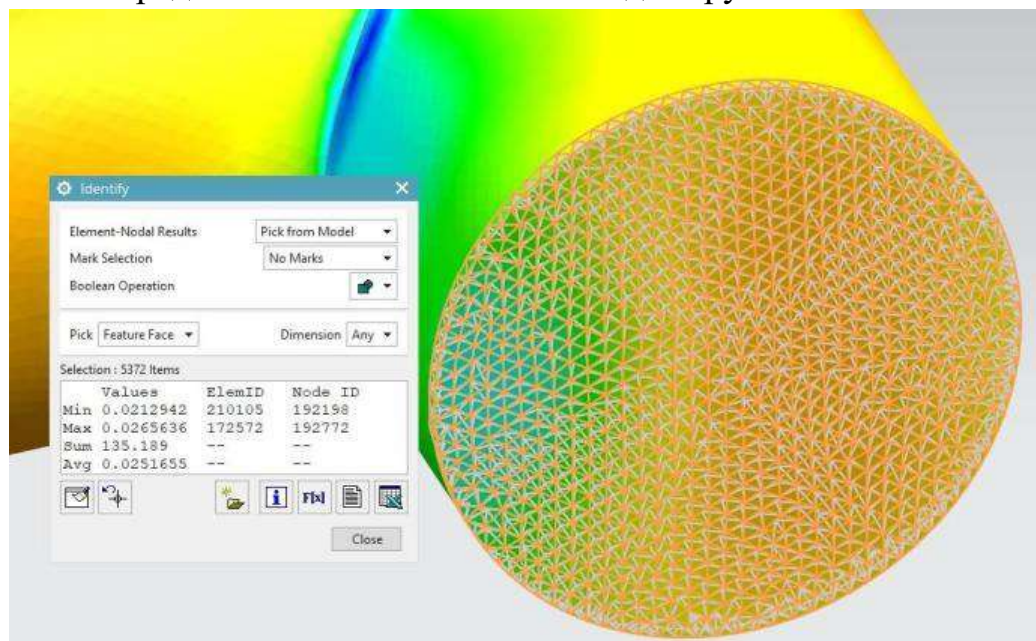 Identify
Element-Nodal Results Pick from Model
Mark Selection No Marks
Boolean Operation
Pick Feature Face Dimension Any
Selection : 5372 Items
Values ElemID Node ID
Min 0.0212942 210105 192198
Max 0.0265636 172572 192772
Sum 135.189 -- --
Avg 0.0251655 -- --
F[x]
Close